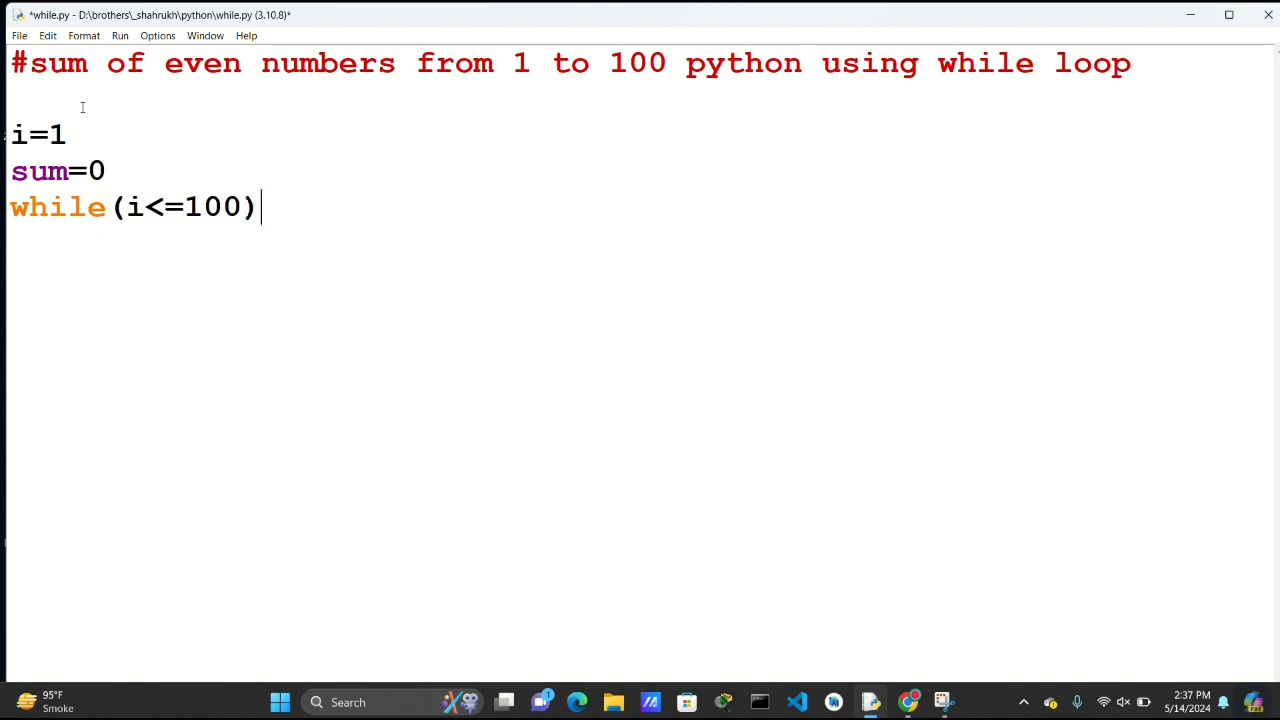 *while.py - D:\brothers\_shahrukh\python\while.py (3.10.8)*
File Edit Format Run Options Window Help
#sum of even numbers from 1 to 100 python using while loop
i=1
sum=0
while(i<=100)
95°F
Smoke
Search
1
2:37 PM
5/14/2024
PRE